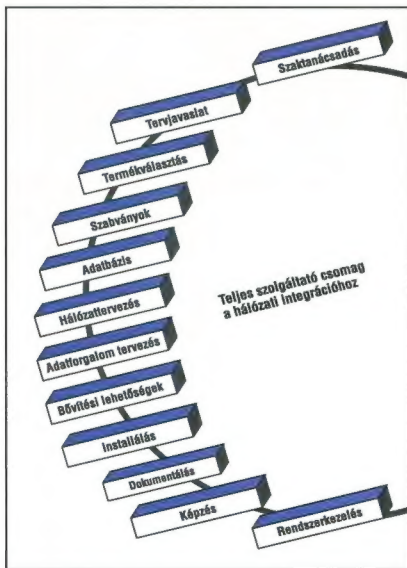 Szaktanácsadás
Tervjavaslat
Termékválasztás
Szabványok
Adatbázis
Hálózattervezés
Adatforgalom tervezés
Bővítési lehetőségek
Installálás
Dokumentálás
Képzés
Rendszerkezelés
Teljes szolgáltató csomag
a hálózati integrációhoz